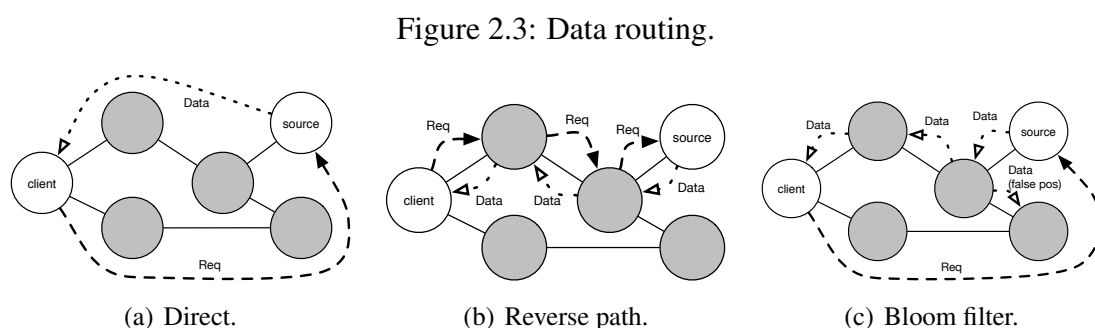 Figure 2.3: Data routing.
Data
source
client
Req
(a) Direct.
Req
Req
Req
source
client
Data
Data
Data
(b) Reverse path.
Data
Data
Data
source
Data
(false pos)
client
Req
(c) Bloom filter.